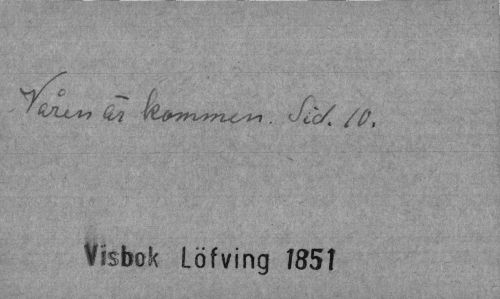 Våren är kommen. Sid. 10.
Visbok Löfving 1851